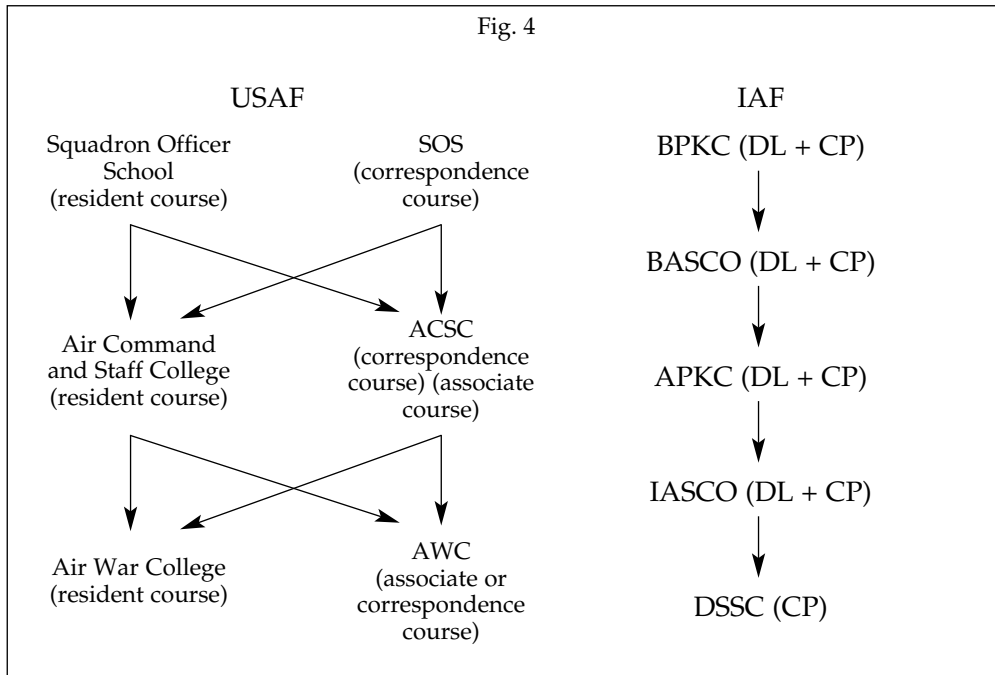 Fig. 4
USAF
Squadron Officer
School
(resident course)
SOS
(correspondence
course)
Air Command
and Staff College
(resident course)
ACSC
(correspondence
course) (associate
course)
Air War College
(resident course)
AWC
(associate or
correspondence
course)
IAF
BPKC (DL + CP)
BASCO (DL + CP)
APKC (DL + CP)
IASCO (DL + CP)
DSSC (CP)